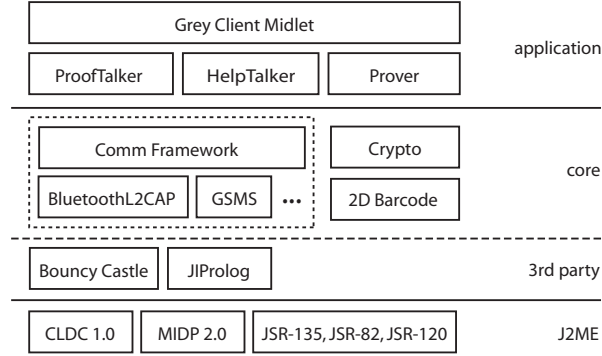 Grey Client Midlet
application
ProofTalker HelpTalker Prover
Comm Framework Crypto
core
BluetoothL2CAP GSMS ... 2D Barcode
Bouncy Castle JIProlog 3rd party
CLDC 1.0 MIDP 2.0 JSR-135, JSR-82, JSR-120 J2ME